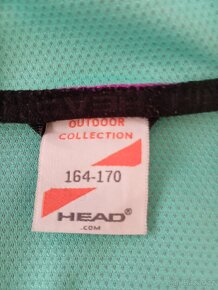 OUTDOOR
COLLECTION
164-170
HEAD®
.COM